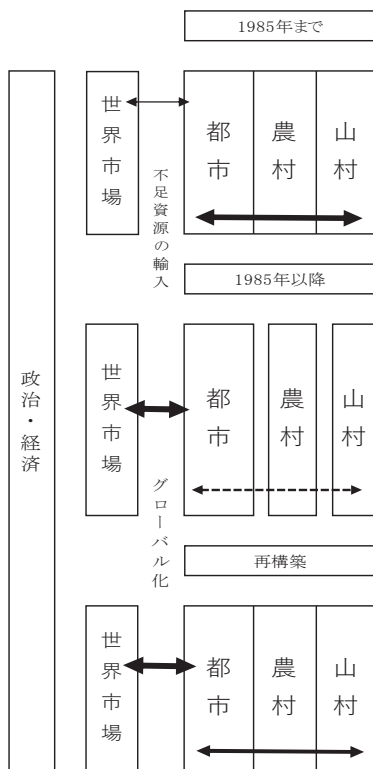 1985年まで
世界市場
都市
農村
山村
不足資源の輸入
1985年以降
政治・経済
世界市場
都市
農村
山村
グローバル化
再構築
世界市場
都市
農村
山村